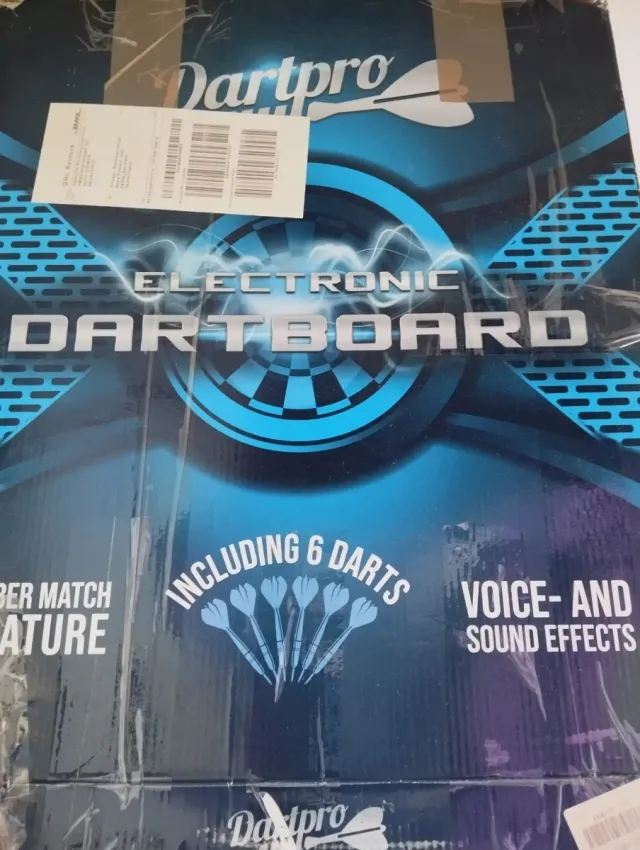 Dartpro
ELECTRONIC
DARTBOARD
INCLUDING 6 DARTS
BER MATCH
ATURE
VOICE- AND
SOUND EFFECTS
Dartpro